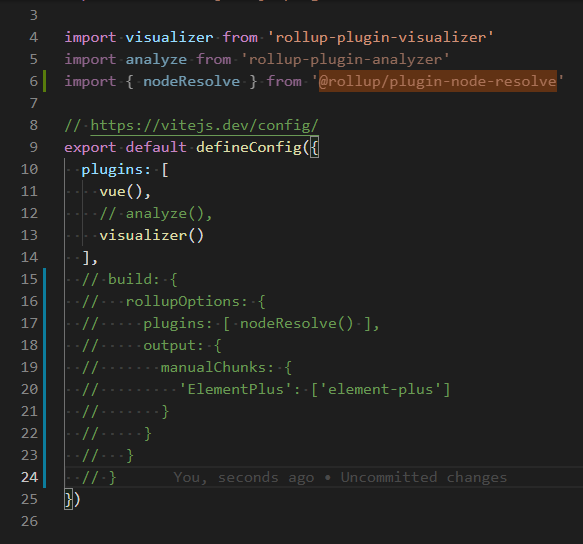 3
4 import visualizer from 'rollup-plugin-visualizer'
5 import analyze from 'rollup-plugin-analyzer'
6 import { nodeResolve } from '@rollup/plugin-node-resolve'
7
8 // https://vitejs.dev/config/
9 export default defineConfig({
10   plugins: [
11     vue(),
12     // analyze(),
13     visualizer()
14   ],
15   // build: {
16   //   rollupOptions: {
17   //     plugins: [ nodeResolve() ],
18   //     output: {
19   //       manualChunks: {
20   //         'ElementPlus': ['element-plus']
21   //       }
22   //     }
23   //   }
24   // } You, seconds ago • Uncommitted changes
25 })
26